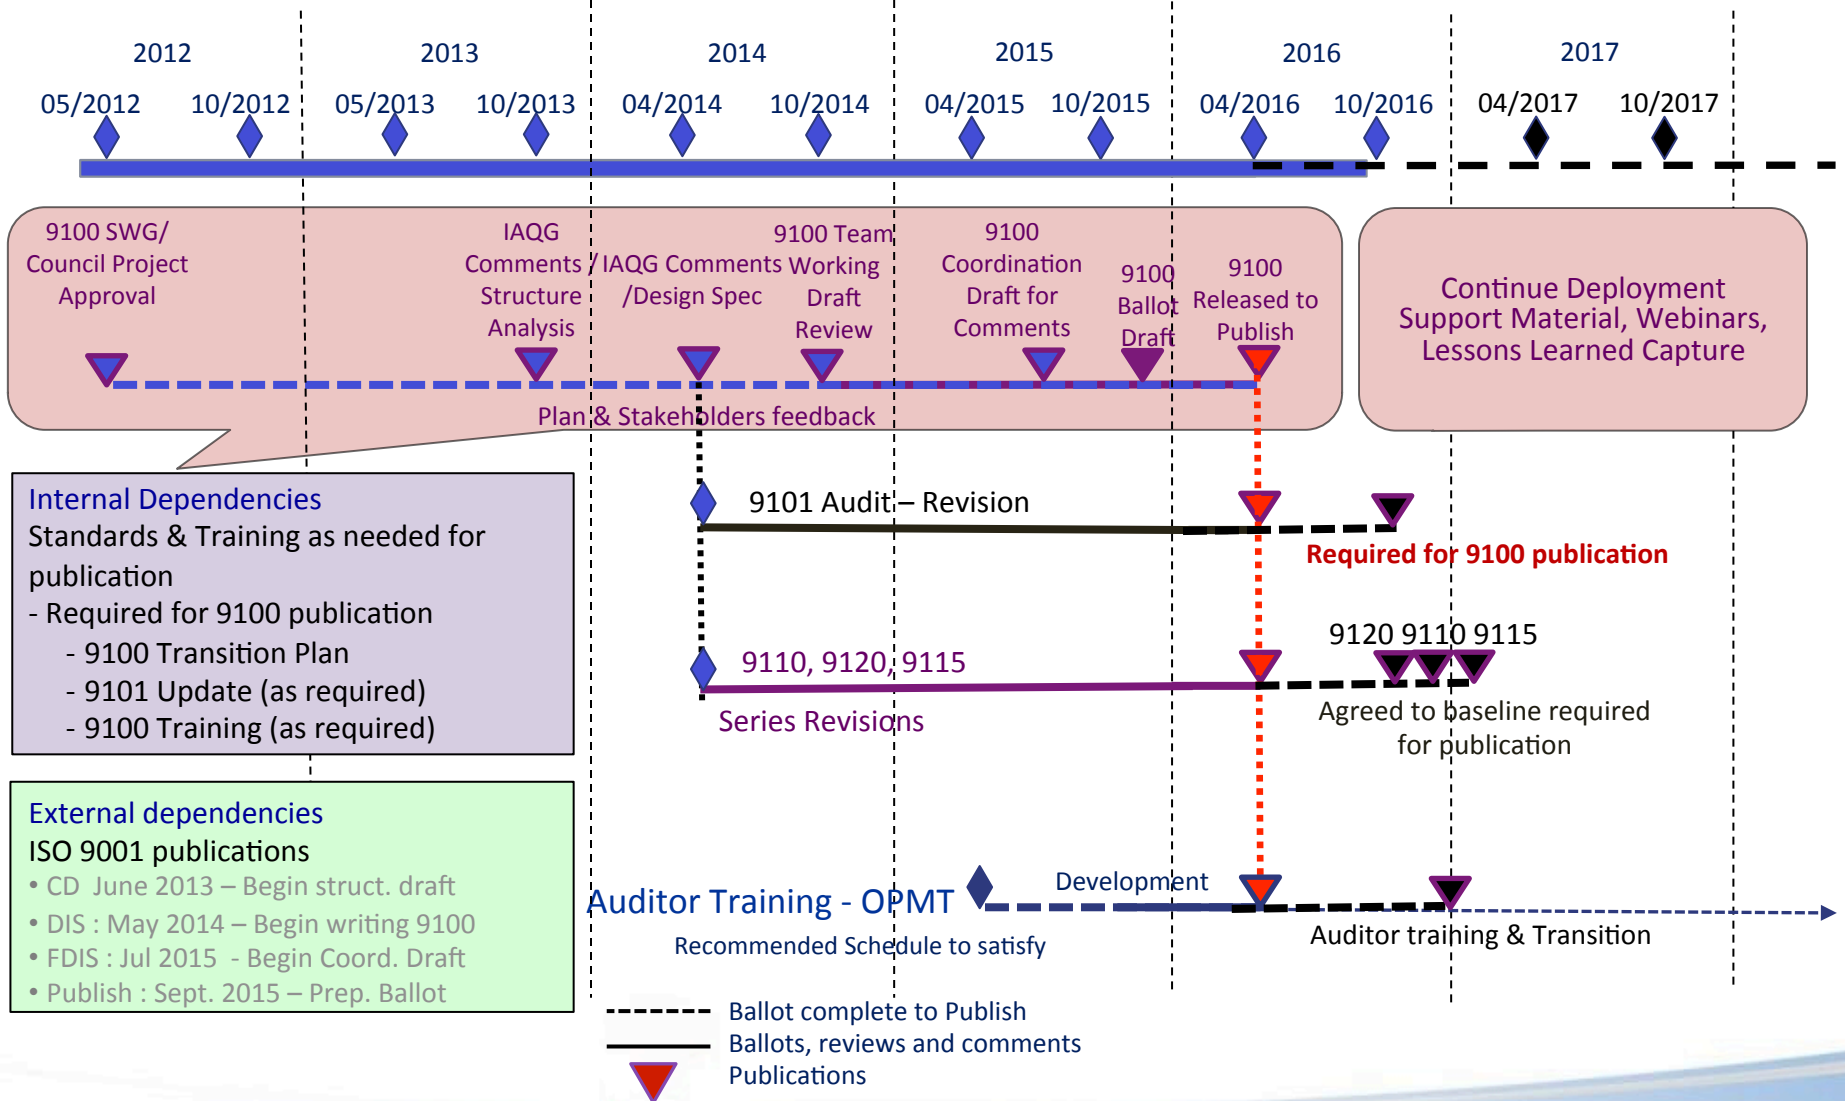 2012 2013 2014 2015 2016 2017
05/2012 10/2012 05/2013 10/2013 04/2014 10/2014 04/2015 10/2015 04/2016 10/2016 04/2017 10/2017
9100 SWG/
Council Project
Approval
IAQG
Comments /
Structure
Analysis
IAQG Comments
/Design Spec
9100 Team
Working
Draft
Review
9100
Coordination
Draft for
Comments
9100
Ballot
Draft
9100
Released to
Publish
Plan & Stakeholders feedback
Continue Deployment
Support Material, Webinars,
Lessons Learned Capture
Internal Dependencies
Standards & Training as needed for
publication
- Required for 9100 publication
- 9100 Transition Plan
- 9101 Update (as required)
- 9100 Training (as required)
9101 Audit – Revision
Required for 9100 publication
9110, 9120, 9115
Series Revisions
9120 9110 9115
Agreed to baseline required
for publication
External dependencies
ISO 9001 publications
• CD June 2013 – Begin struct. draft
• DIS : May 2014 – Begin writing 9100
• FDIS : Jul 2015 - Begin Coord. Draft
• Publish : Sept. 2015 – Prep. Ballot
Auditor Training - OPMT
Recommended Schedule to satisfy
Development
Auditor training & Transition
Ballot complete to Publish
Ballots, reviews and comments
Publications